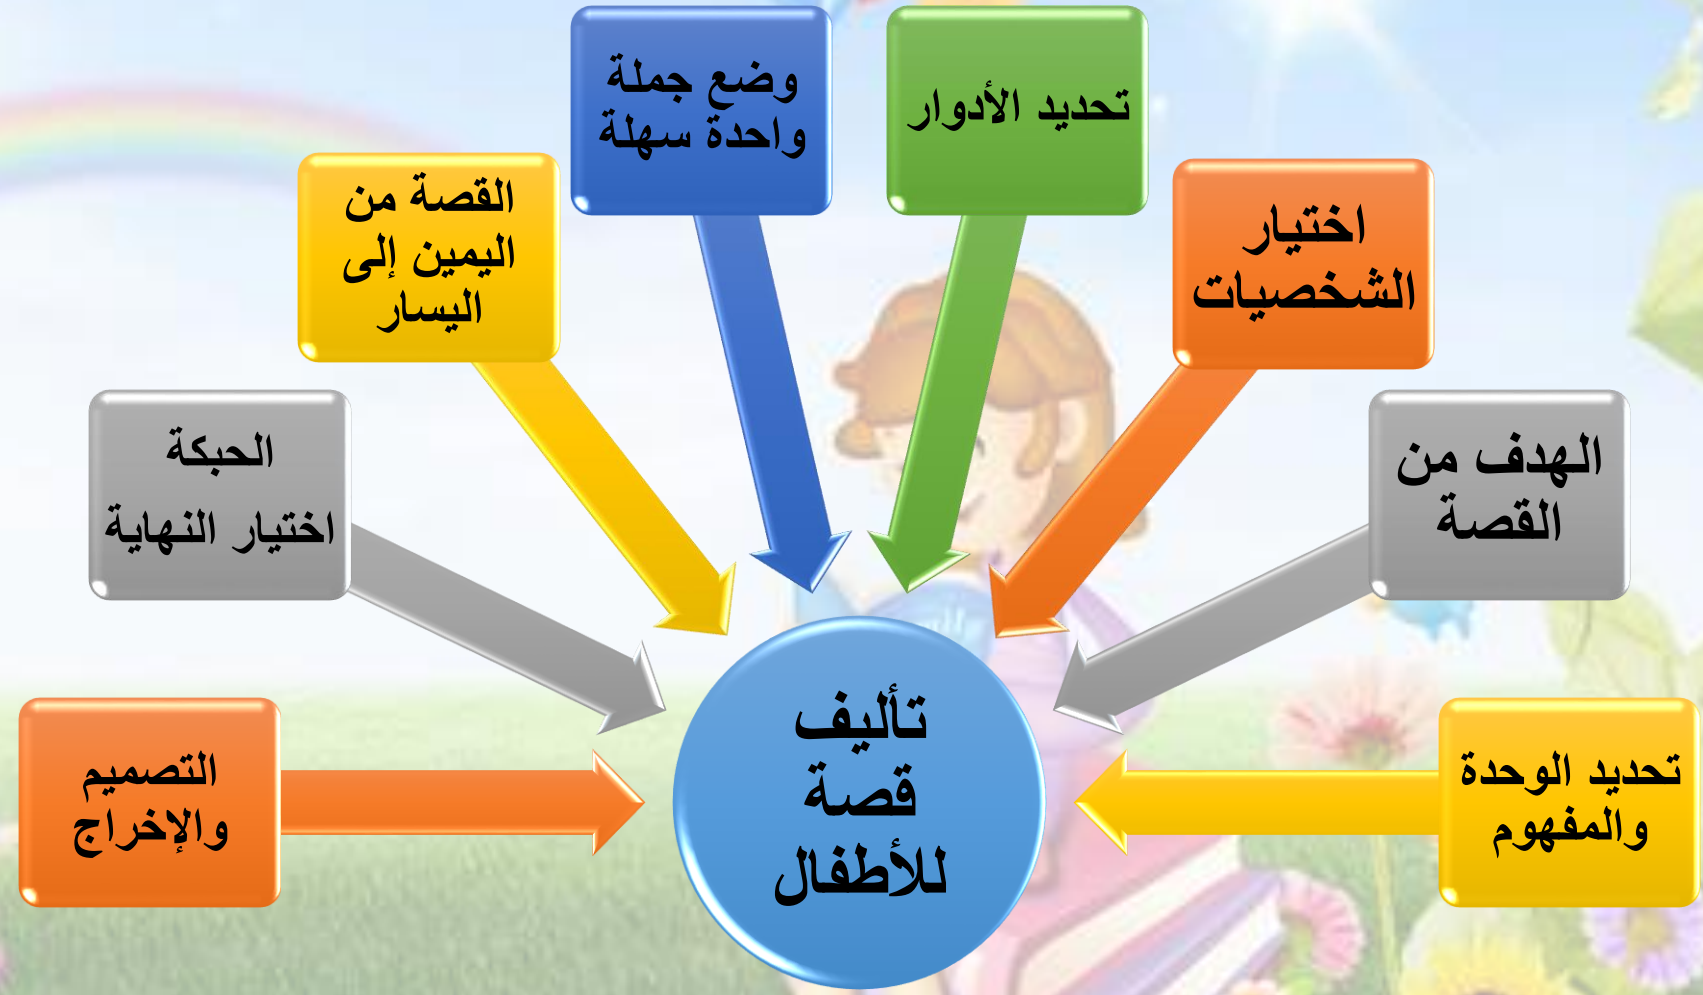 تحديد الوحدة
والمفهوم
الهدف من
القصة
اختيار
الشخصيات
تحديد الأدوار
وضع جملة
واحدة سهلة
القصة من
اليمين إلى
اليسار
الحبكة
اختيار النهاية
التصميم
والإخراج
تأليف
قصة
للأطفال